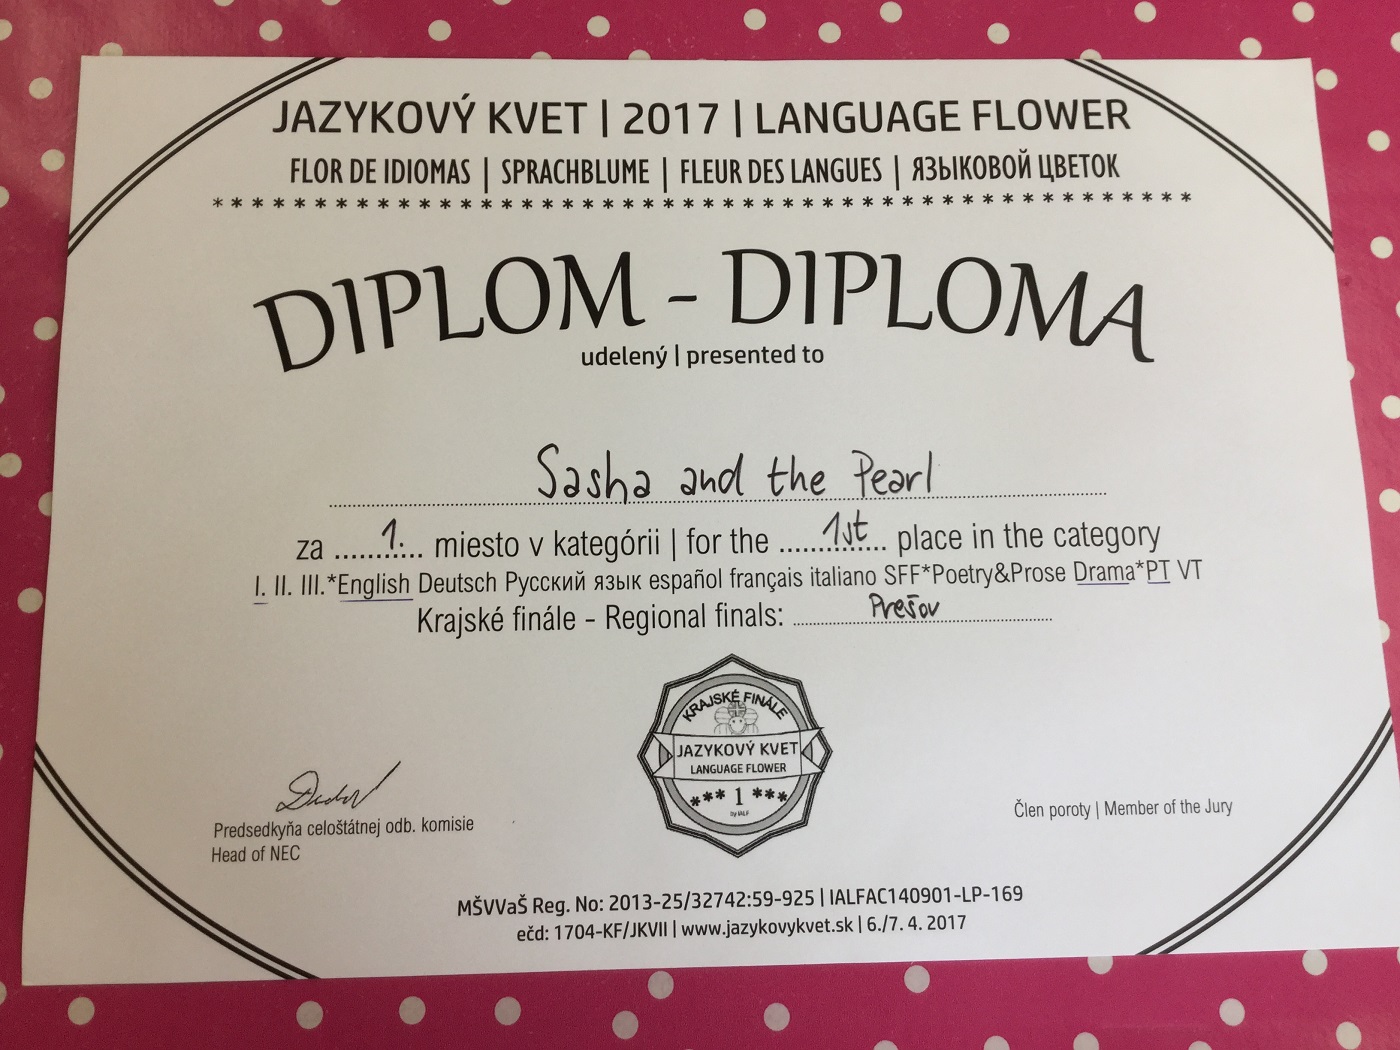 JAZYKOVÝ KVET | 2017 | LANGUAGE FLOWER
FLOR DE IDIOMAS | SPRACHBLUME | FLEUR DES LANGUES | ЯЗЫКОВОЙ ЦВЕТОК
* * * * * * * * * * * * * * * * * * * * * * * * * * * * * * * * * * * * * * * * * * * * * * *
DIPLOM - DIPLOMA
udelený | presented to
Sasha and the Pearl
za ....1.... miesto v kategórii | for the ....1st.... place in the category
I. II. III.*English Deutsch Русский язык español français italiano SFF*Poetry&Prose Drama*PT VT
Krajské finále - Regional finals: Prešov
KRAJSKÉ FINÁLE
JAZYKOVÝ KVET
LANGUAGE FLOWER
*** 1 ***
by IALF
Predsedkyňa celoštátnej odb. komisie
Head of NEC
Člen poroty | Member of the Jury
MŠVVaŠ Reg. No: 2013-25/32742:59-925 | IALFAC140901-LP-169
ečd: 1704-KF/JKVII | www.jazykovykvet.sk | 6./7. 4. 2017